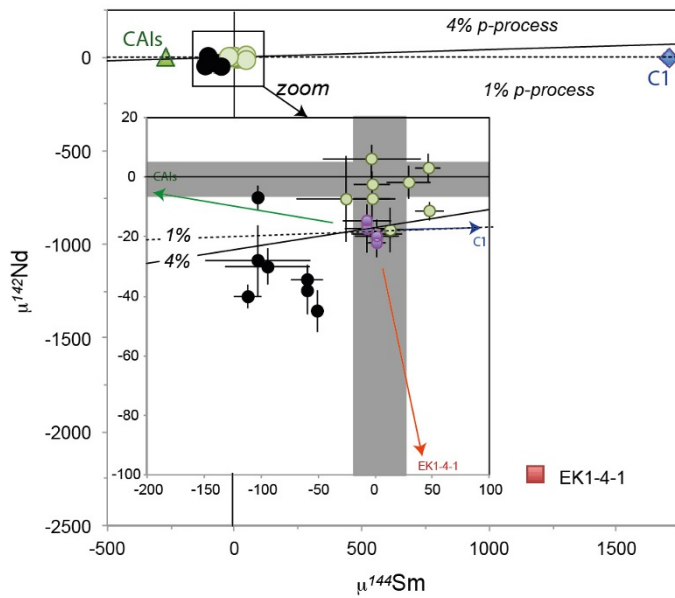 CAIs
4% p-process
0
zoom
C1
1% p-process
20
0
CAIs
-500
1%
-20
C1
4%
-1000
μ¹⁴²Nd
-40
-1500
-60
-80
-2000
EK1-4-1
-100
EK1-4-1
-200
-150
-100
-50
0
50
100
-2500
-500
0
500
1000
1500
μ¹⁴⁴Sm